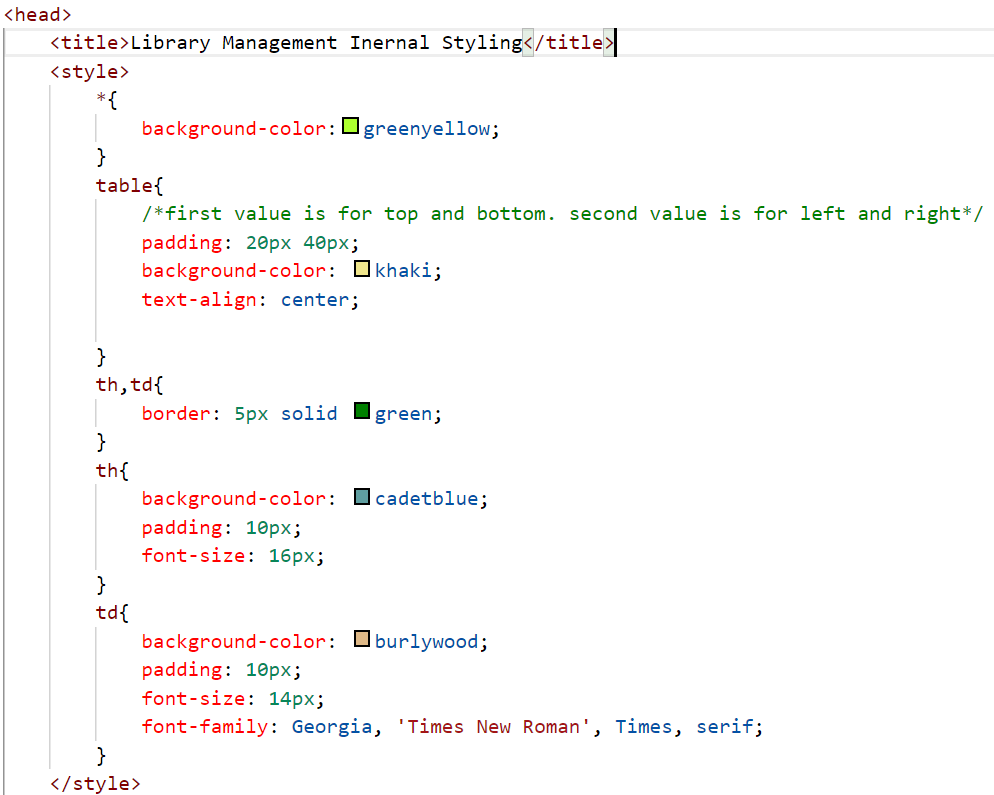 <head>
<title>Library Management Inernal Styling</title>
<style>
*{
background-color:greenyellow;
}
table{
/*first value is for top and bottom. second value is for left and right*/
padding: 20px 40px;
background-color: khaki;
text-align: center;
}
th,td{
border: 5px solid green;
}
th{
background-color: cadetblue;
padding: 10px;
font-size: 16px;
}
td{
background-color: burlywood;
padding: 10px;
font-size: 14px;
font-family: Georgia, 'Times New Roman', Times, serif;
}
</style>